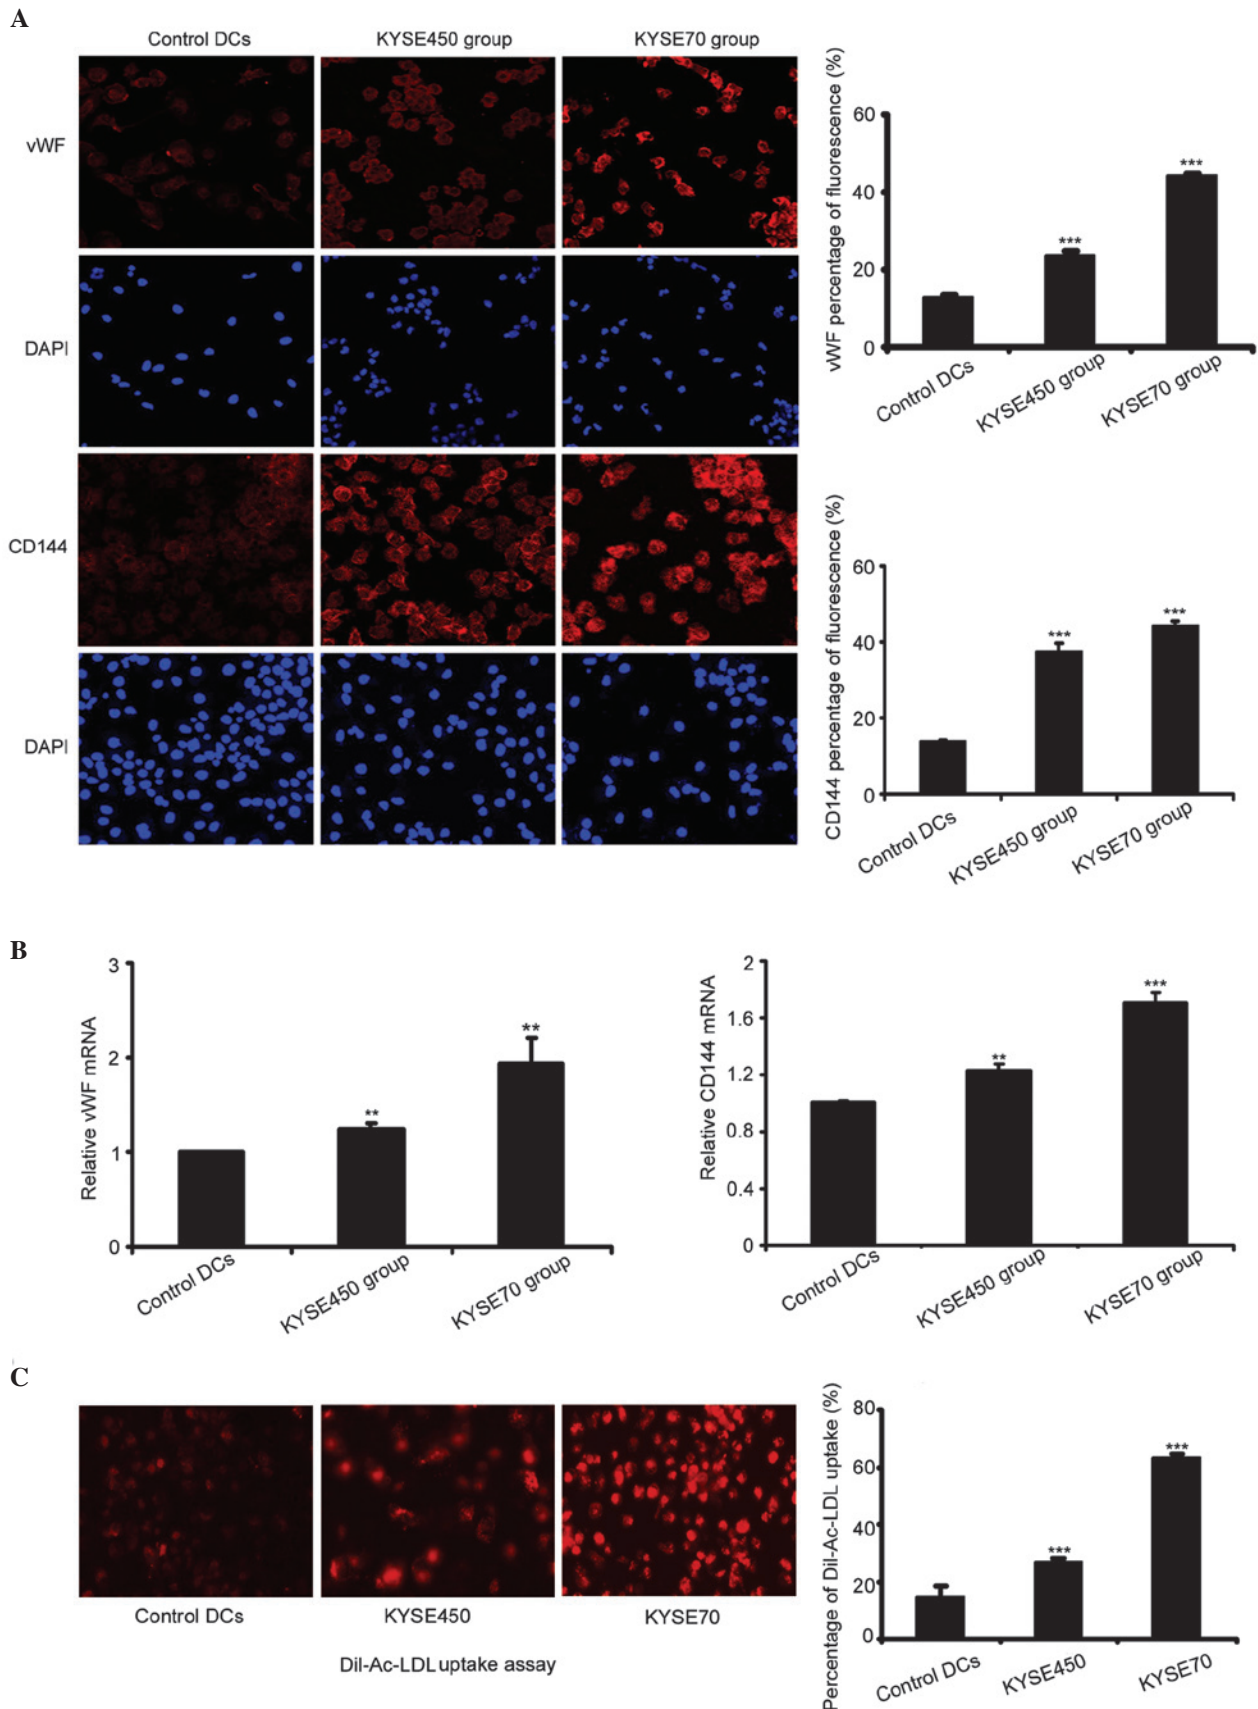 A
Control DCs KYSE450 group KYSE70 group
vWF
DAPI
CD144
DAPI
vWF percentage of fluorescence (%)
60
40
20
0
***
***
Control DCs KYSE450 group KYSE70 group
CD144 percentage of fluorescence (%)
60
40
20
0
***
***
Control DCs KYSE450 group KYSE70 group
B
Relative vWF mRNA
3
2
1
0
**
**
Control DCs KYSE450 group KYSE70 group
Relative CD144 mRNA
2
1.6
1.2
0.8
0.4
0
**
***
Control DCs KYSE450 group KYSE70 group
C
Control DCs KYSE450 KYSE70
Dil-Ac-LDL uptake assay
Percentage of Dil-Ac-LDL uptake (%)
80
60
40
20
0
***
***
Control DCs KYSE450 KYSE70